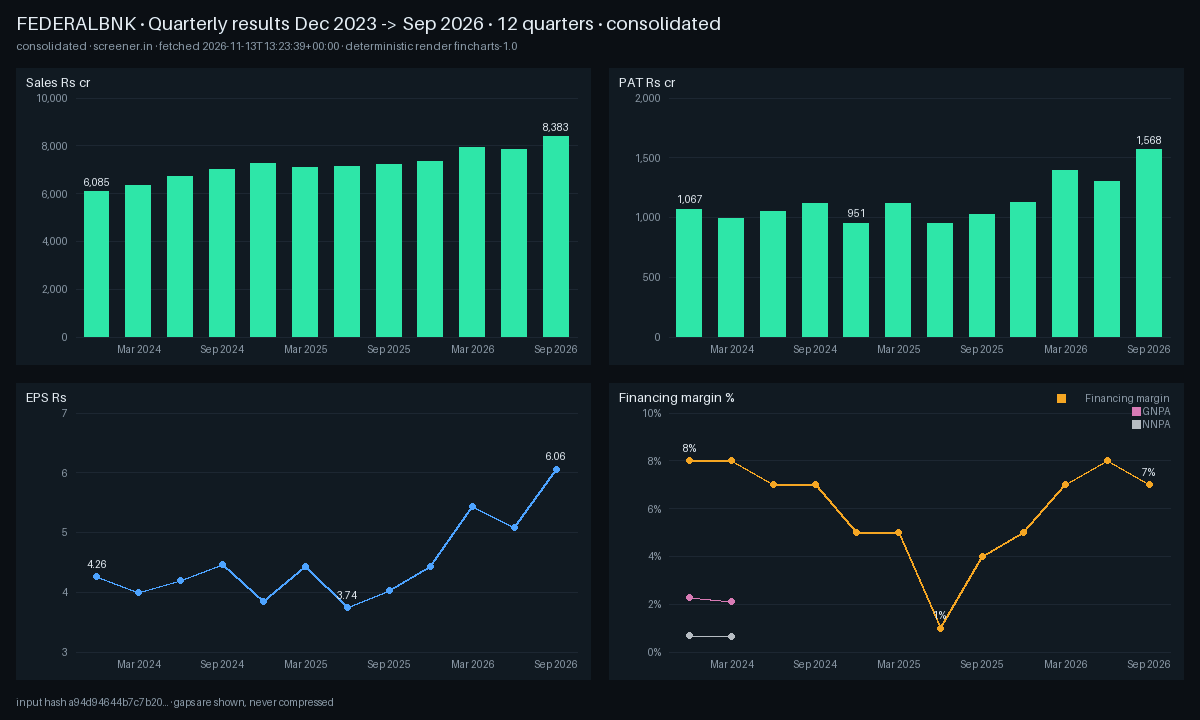 FEDERALBNK · Quarterly results Dec 2023 -> Sep 2026 · 12 quarters · consolidated
consolidated · screener.in · fetched 2026-11-13T13:23:39+00:00 · deterministic render fincharts-1.0
Sales Rs cr
10,000
8,000
6,000
4,000
2,000
0
6,085
8,383
Mar 2024 Sep 2024 Mar 2025 Sep 2025 Mar 2026 Sep 2026
PAT Rs cr
2,000
1,500
1,000
500
0
1,067
951
1,568
Mar 2024 Sep 2024 Mar 2025 Sep 2025 Mar 2026 Sep 2026
EPS Rs
7
6
5
4
3
4.26
3.74
6.06
Mar 2024 Sep 2024 Mar 2025 Sep 2025 Mar 2026 Sep 2026
Financing margin %
Financing margin
GNPA
NNPA
10%
8%
6%
4%
2%
0%
8%
1%
7%
Mar 2024 Sep 2024 Mar 2025 Sep 2025 Mar 2026 Sep 2026
input hash a94d94644b7c7b20… · gaps are shown, never compressed